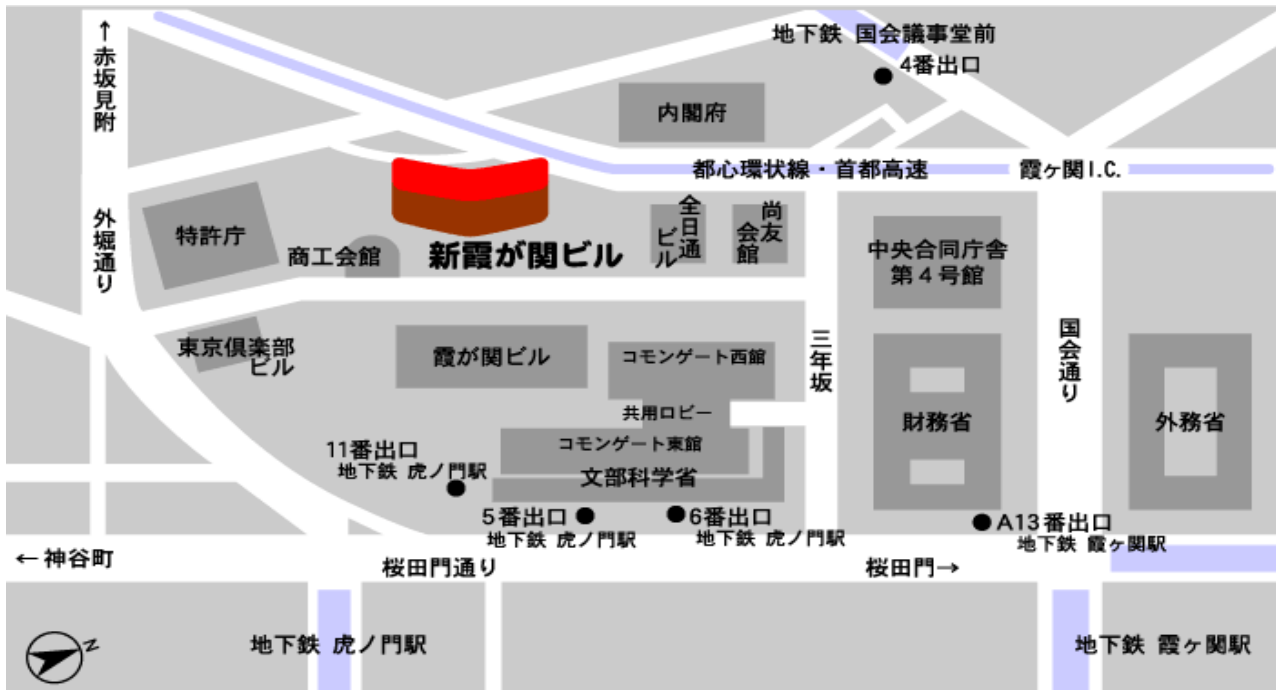 ↑赤坂見附
地下鉄 国会議事堂前
4番出口
内閣府
都心環状線・首都高速
霞ヶ関I.C.
外堀通り
特許庁
商工会館
新霞が関ビル
全日通
ビル
尚友
会館
中央合同庁舎
第4号館
東京倶楽部
ビル
霞が関ビル
コモンゲート西館
三年坂
国会通り
共用ロビー
財務省
外務省
コモンゲート東館
文部科学省
11番出口
地下鉄 虎ノ門駅
5番出口
地下鉄 虎ノ門駅
6番出口
地下鉄 虎ノ門駅
A13番出口
地下鉄 霞ヶ関駅
←神谷町
桜田門通り
桜田門→
地下鉄 虎ノ門駅
地下鉄 霞ヶ関駅
N